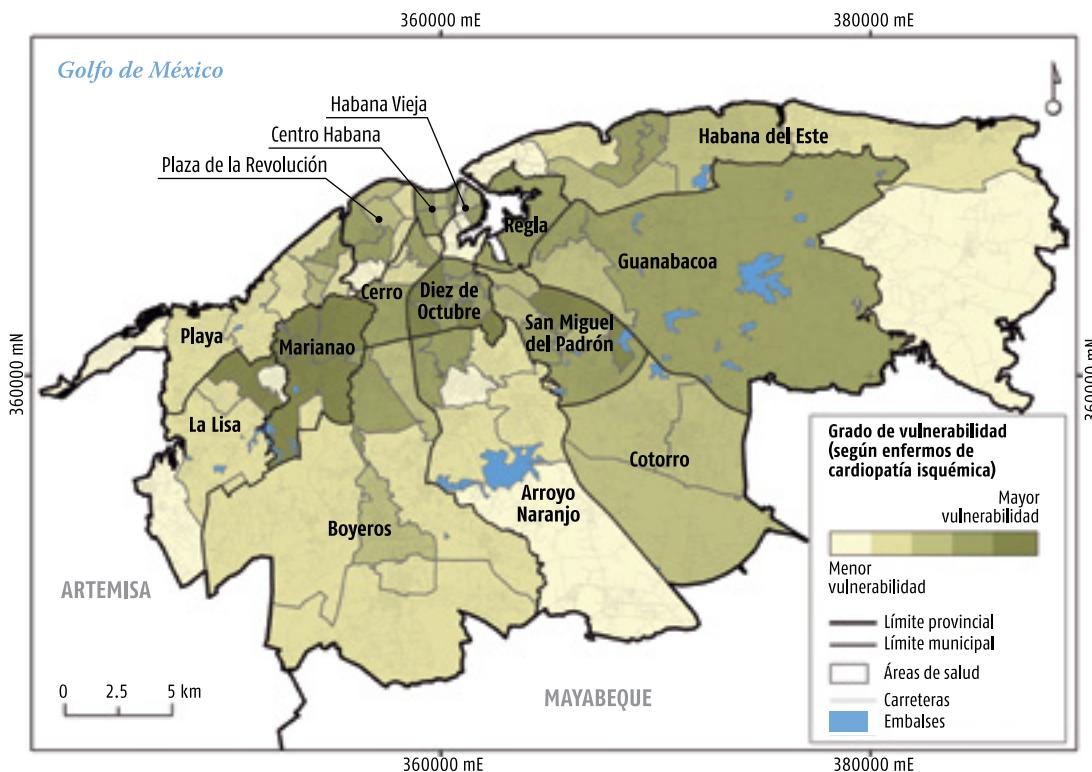 360000 mE
380000 mE
Golfo de México
Habana Vieja
Centro Habana
Plaza de la Revolución
Habana del Este
Regla
Guanabacoa
Cerro
Diez de
Octubre
San Miguel
del Padrón
Playa
Marianao
360000 mN
360000 mN
La Lisa
Cotorro
Arroyo
Naranjo
Boyeros
ARTEMISA
MAYABEQUE
0 2.5 5 km
Grado de vulnerabilidad
(según enfermos de
cardiopatía isquémica)
Mayor
vulnerabilidad
Menor
vulnerabilidad
Límite provincial
Límite municipal
Áreas de salud
Carreteras
Embalses
360000 mE
380000 mE